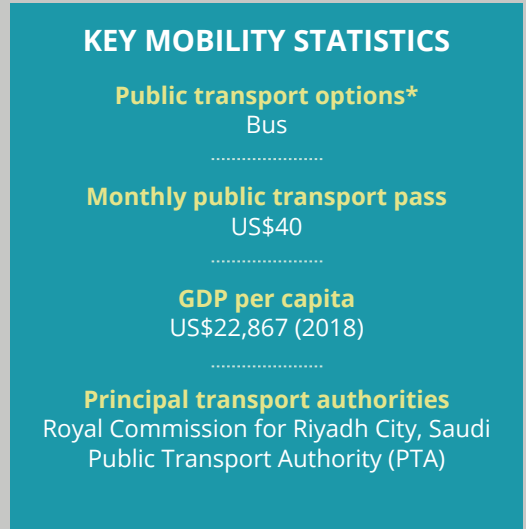 KEY MOBILITY STATISTICS
Public transport options*
Bus
Monthly public transport pass
US$40
GDP per capita
US$22,867 (2018)
Principal transport authorities
Royal Commission for Riyadh City, Saudi
Public Transport Authority (PTA)